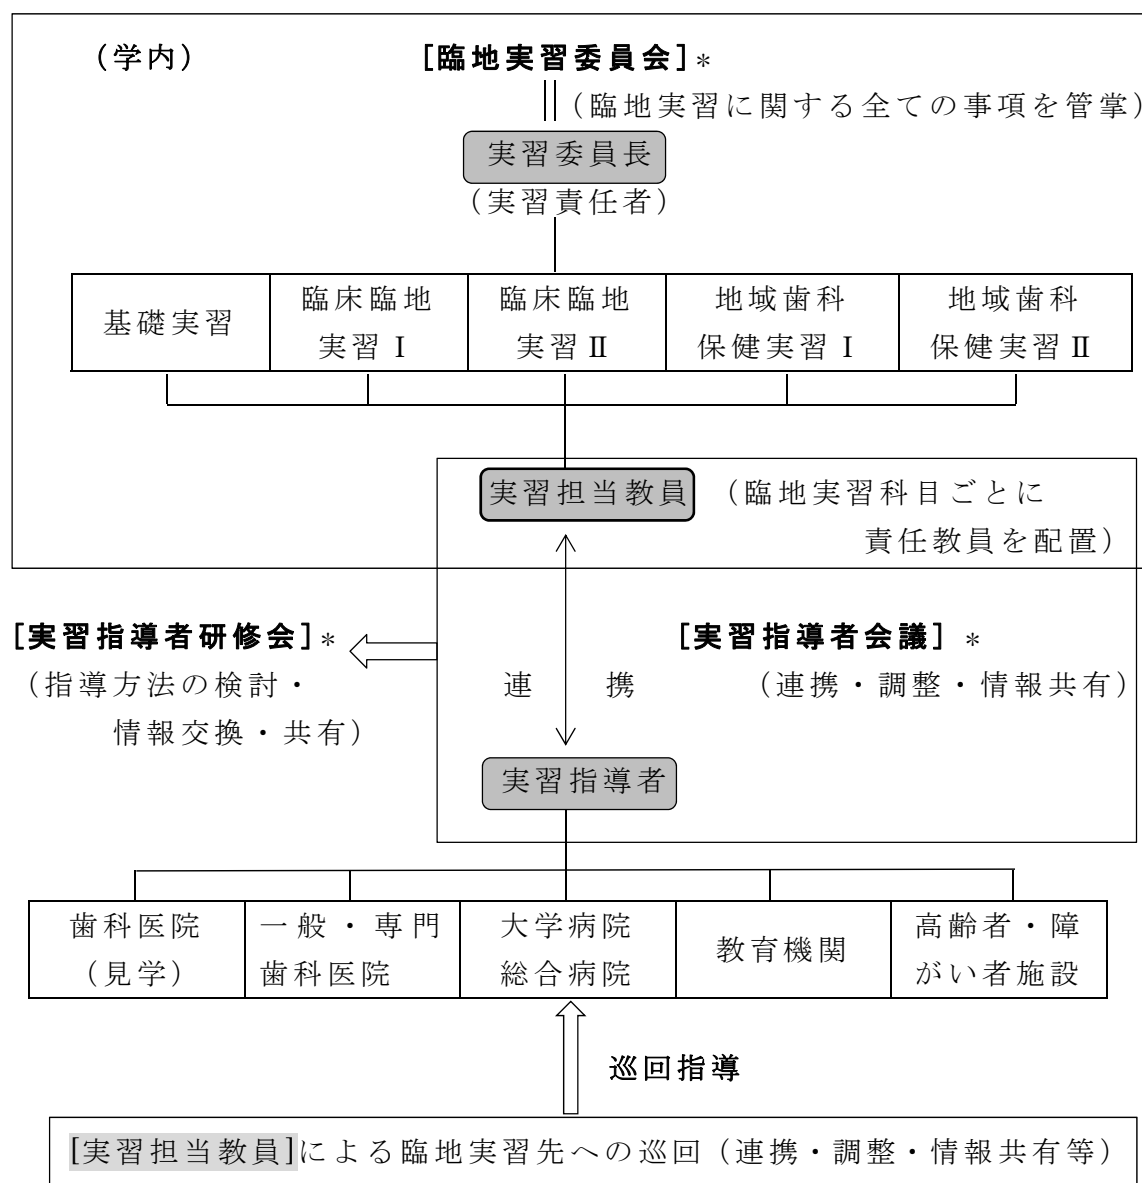 (学内)
[臨地実習委員会]*
(臨地実習に関する全ての事項を管掌)
実習委員長
(実習責任者)
基礎実習
臨床臨地
実習Ⅰ
臨床臨地
実習Ⅱ
地域歯科
保健実習Ⅰ
地域歯科
保健実習Ⅱ
実習担当教員
(臨地実習科目ごとに
責任教員を配置)
[実習指導者研修会]*
(指導方法の検討・
情報交換・共有)
[実習指導者会議] *
連 携
(連携・調整・情報共有)
実習指導者
歯科医院
(見学)
一般・専門
歯科医院
大学病院
総合病院
教育機関
高齢者・障
がい者施設
巡回指導
[実習担当教員]による臨地実習先への巡回(連携・調整・情報共有等)